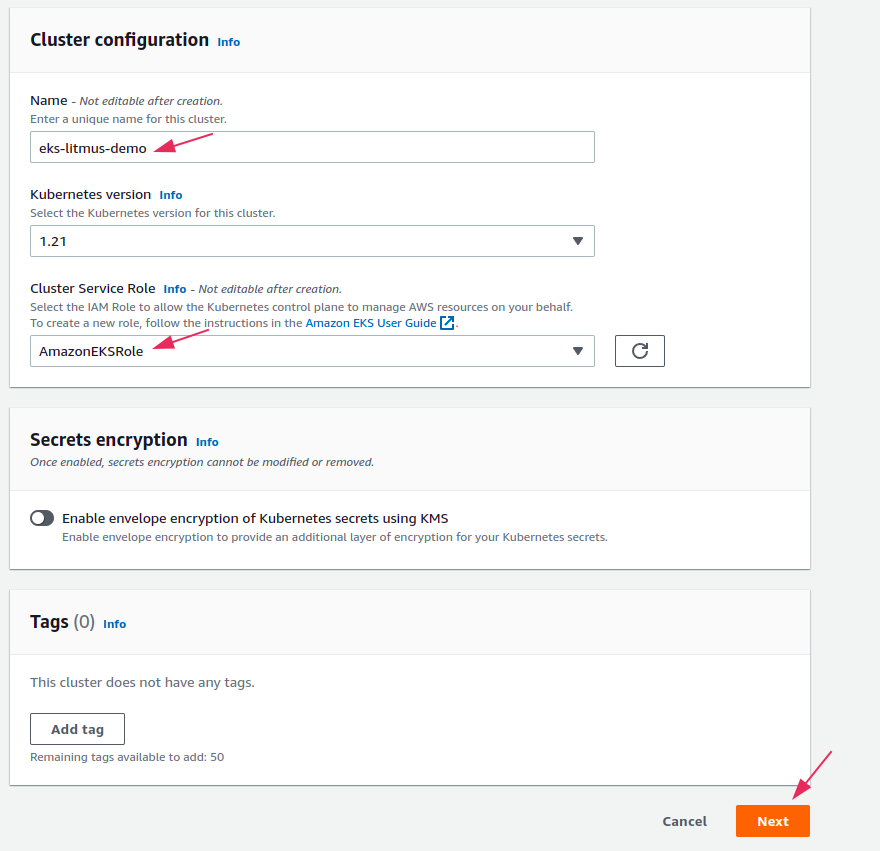 Cluster configuration Info
Name - Not editable after creation.
Enter a unique name for this cluster.
eks-litmus-demo
Kubernetes version Info
Select the Kubernetes version for this cluster.
1.21
Cluster Service Role Info - Not editable after creation.
Select the IAM Role to allow the Kubernetes control plane to manage AWS resources on your behalf.
To create a new role, follow the instructions in the Amazon EKS User Guide.
AmazonEKSRole
Secrets encryption Info
Once enabled, secrets encryption cannot be modified or removed.
Enable envelope encryption of Kubernetes secrets using KMS
Enable envelope encryption to provide an additional layer of encryption for your Kubernetes secrets.
Tags (0) Info
This cluster does not have any tags.
Add tag
Remaining tags available to add: 50
Cancel Next